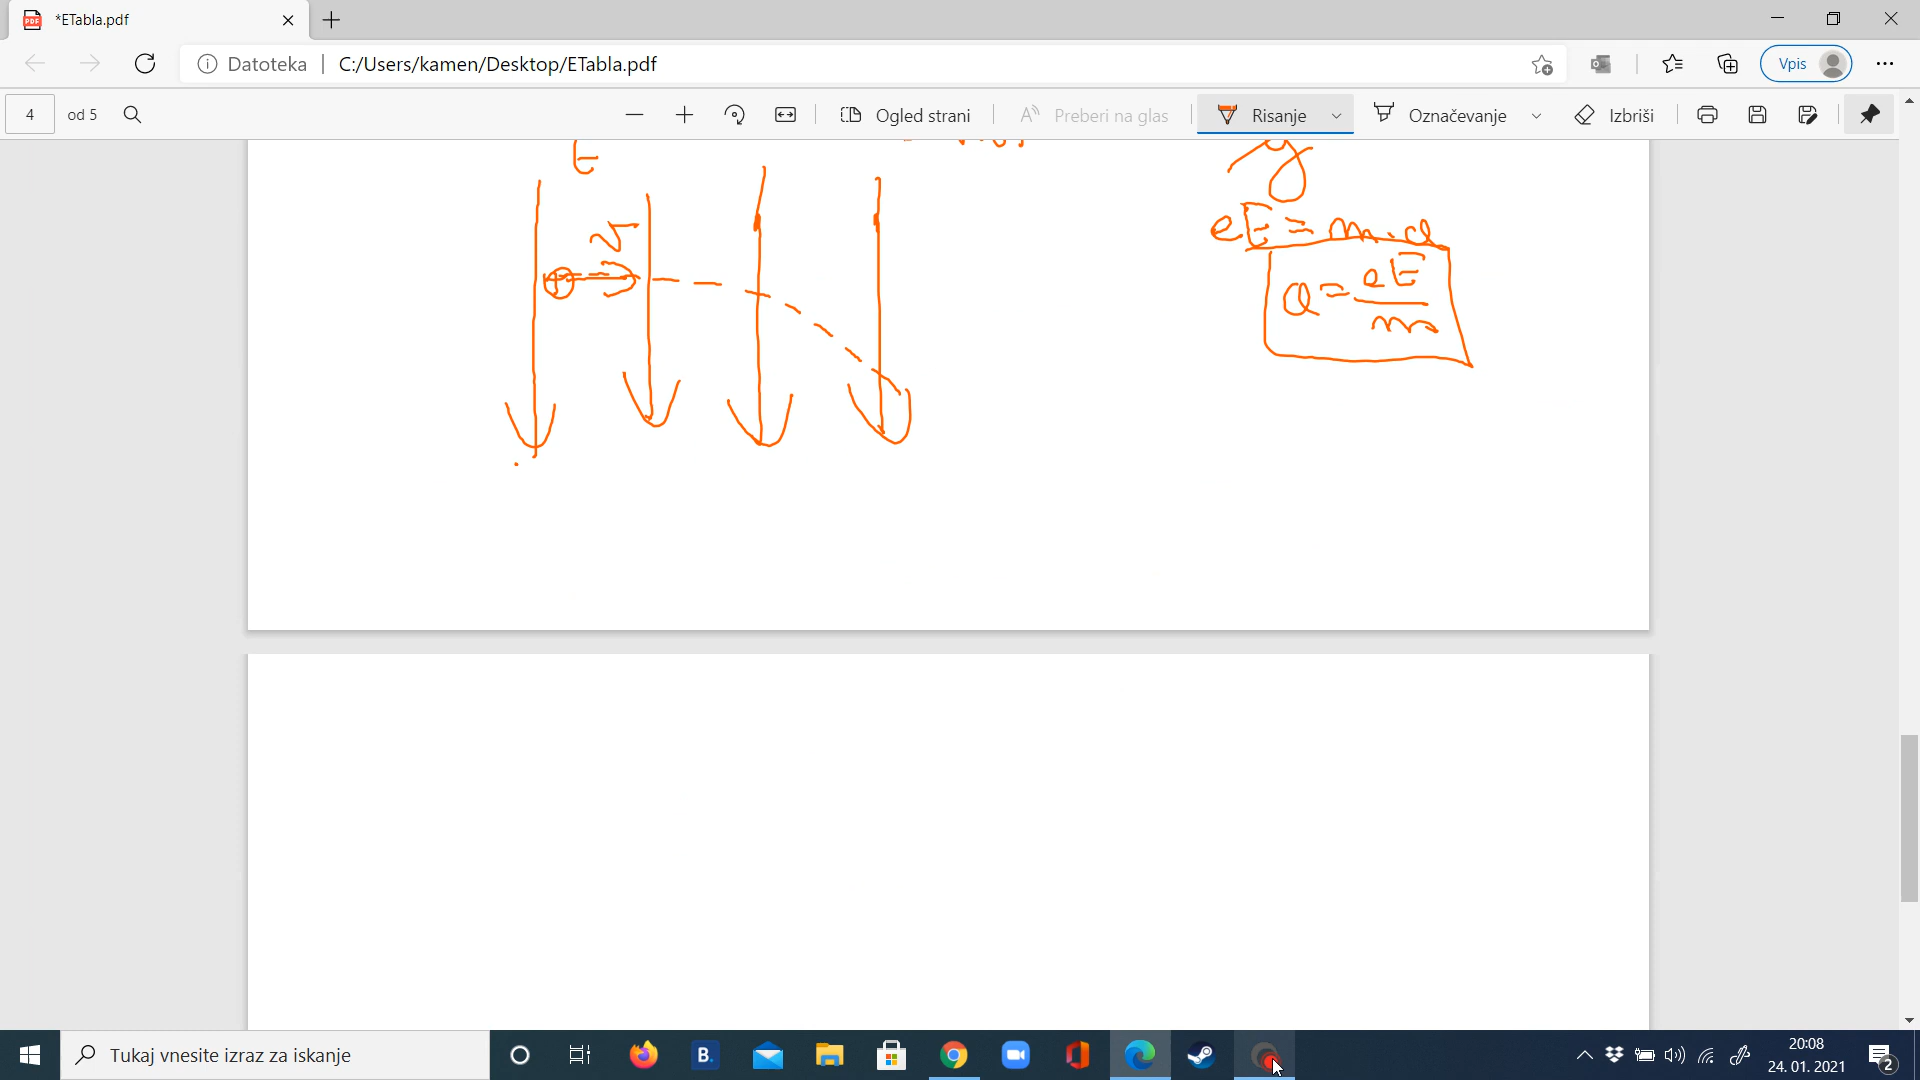 *ETabla.pdf
Datoteka | C:/Users/kamen/Desktop/ETabla.pdf
Vpis
4 od 5
Ogled strani
Preberi na glas
Risanje
Označevanje
Izbriši
E
y
v
eE = m.a
a = eE/m
Tukaj vnesite izraz za iskanje
B.
20:08
24. 01. 2021
2